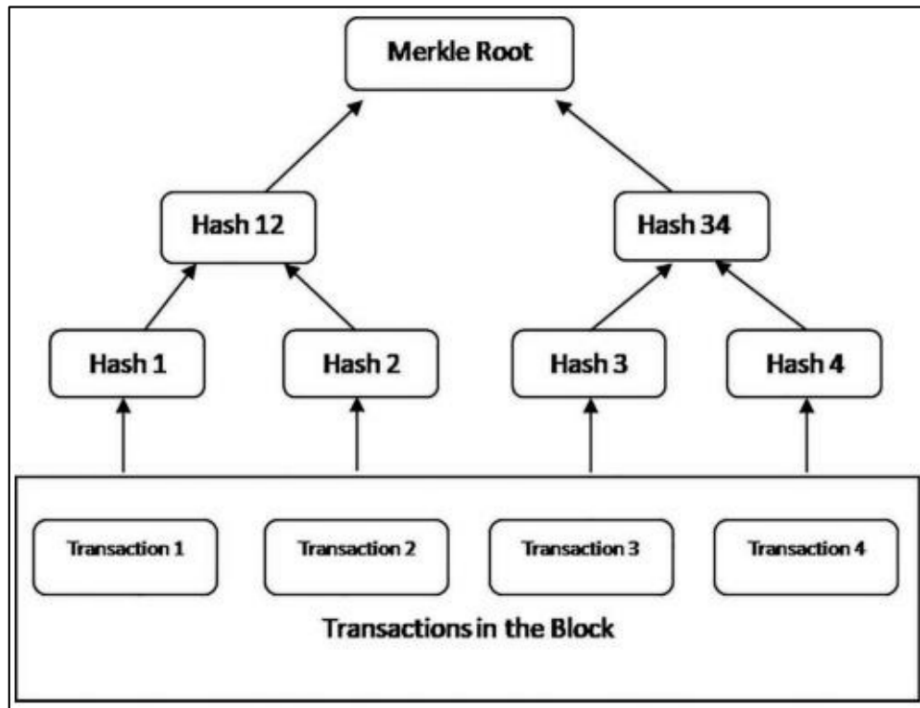 Merkle Root
Hash 12
Hash 34
Hash 1
Hash 2
Hash 3
Hash 4
Transaction 1
Transaction 2
Transaction 3
Transaction 4
Transactions in the Block